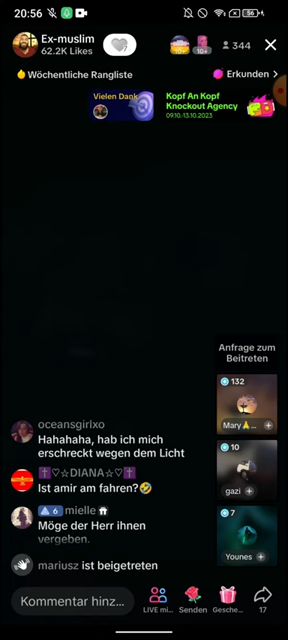 20:56
56
Ex-muslim
62.2K Likes
10+
10+
344
Wöchentliche Rangliste
Erkunden >
Vielen Dank
Kopf An Kopf
Knockout Agency
09.10-13.10.2023
Anfrage zum
Beitreten
132
Mary🙏...
10
gazi
7
Younes
oceansgirlxo
Hahahaha, hab ich mich
erschreckt wegen dem Licht
✝️♡☆DIANA☆♡✝️
Ist amir am fahren?🤣
6 mielle
Möge der Herr ihnen
vergeben.
mariusz ist beigetreten
Kommentar hinz...
LIVE mi...
Senden
Gesche...
17